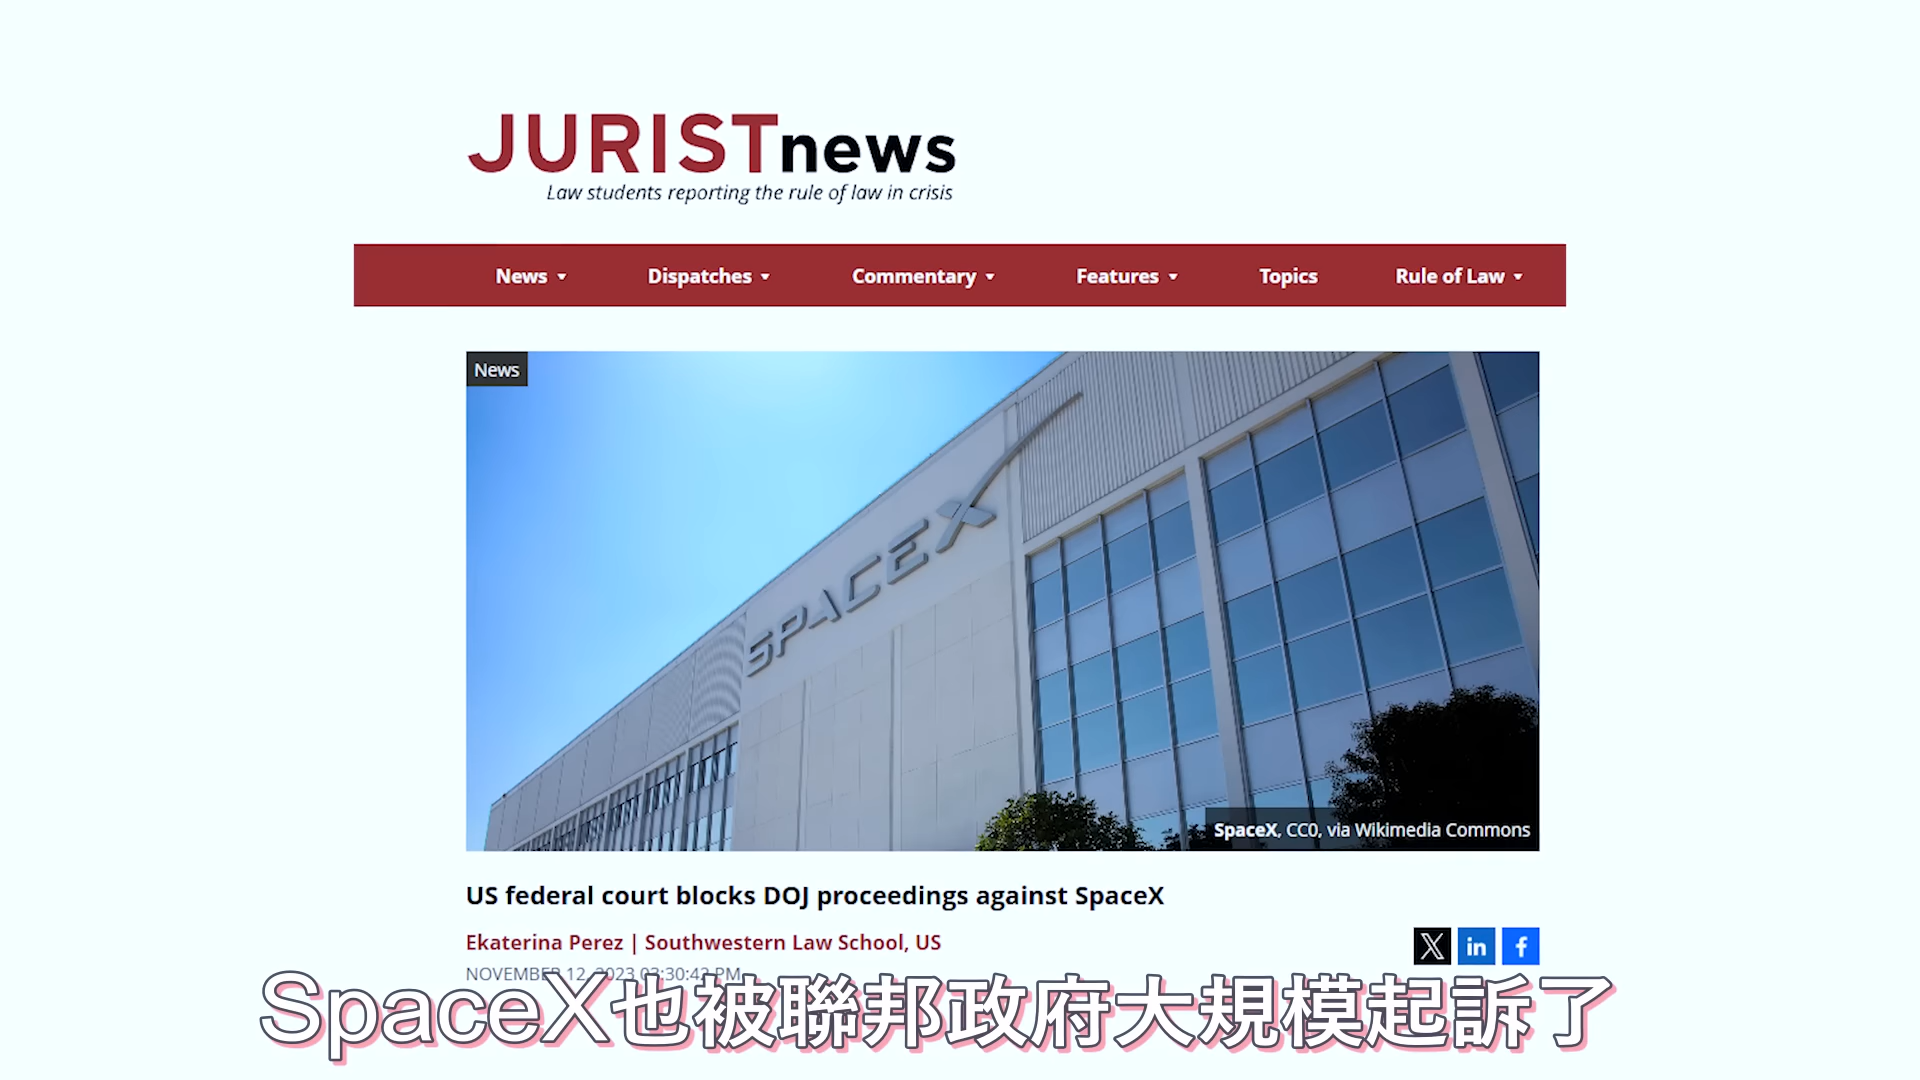 JURISTnews
Law students reporting the rule of law in crisis
News Dispatches Commentary Features Topics Rule of Law
News
SPACEX
SpaceX, CC0, via Wikimedia Commons
US federal court blocks DOJ proceedings against SpaceX
Ekaterina Perez | Southwestern Law School, US
NOVEMBER 12, 2023 03:30:42 PM
SpaceX也被聯邦政府大規模起訴了